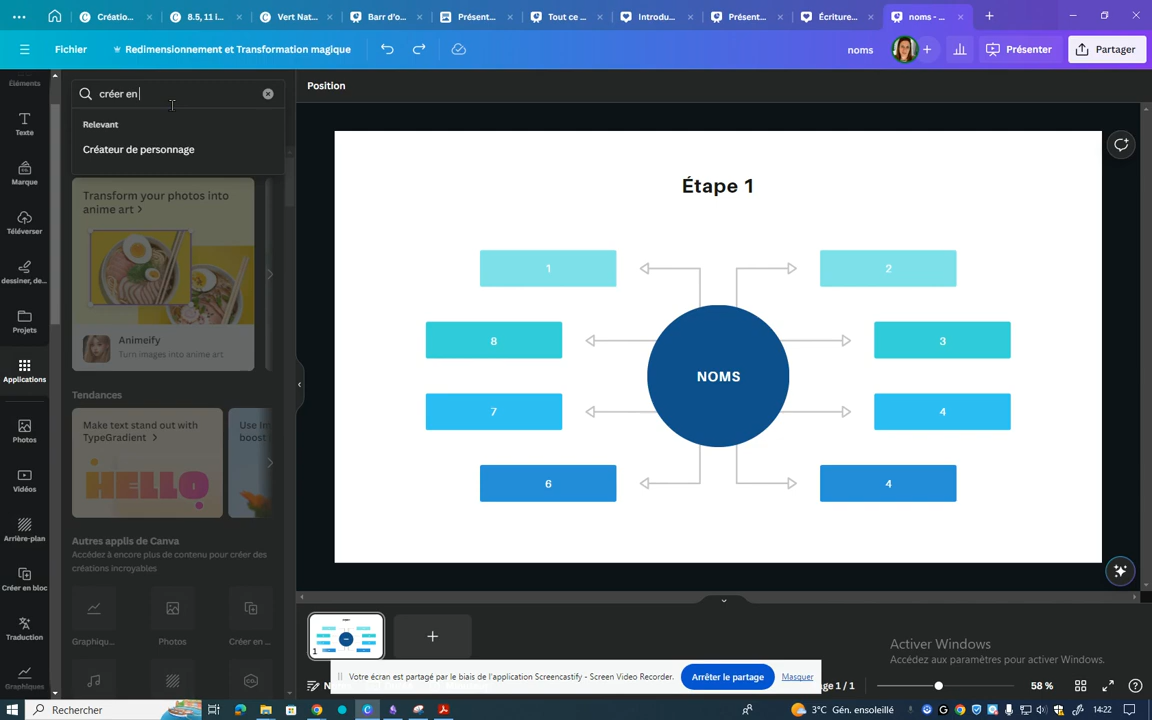 Créatio...
8.5, 11 i...
Vert Nat...
Barr d'o...
Présent...
Tout ce ...
Introdu...
Présent...
Écriture...
noms - ...
Fichier
Redimensionnement et Transformation magique
noms
Présenter
Partager
Éléments
Texte
Marque
Téléverser
dessiner, de...
Projets
Applications
Photos
Vidéos
Arrière-plan
Créer en bloc
Traduction
Graphiques
créer en
Relevant
Créateur de personnage
Transform your photos into
anime art >
Animeify
Turn images into anime art
Tendances
Make text stand out with
TypeGradient >
HELLO
boost
Autres applis de Canva
Accédez à encore plus de contenu pour créer des
créations incroyables
Graphiqu...
Photos
Créer en ...
Position
Étape 1
1
2
8
NOMS
3
7
4
6
4
1
Activer Windows
Accédez aux paramètres pour activer Windows.
Votre écran est partagé par le biais de l'application Screencastify - Screen Video Recorder.
Arrêter le partage
Masquer
1 / 1
58 %
Rechercher
3°C Gén. ensoleillé
14:22